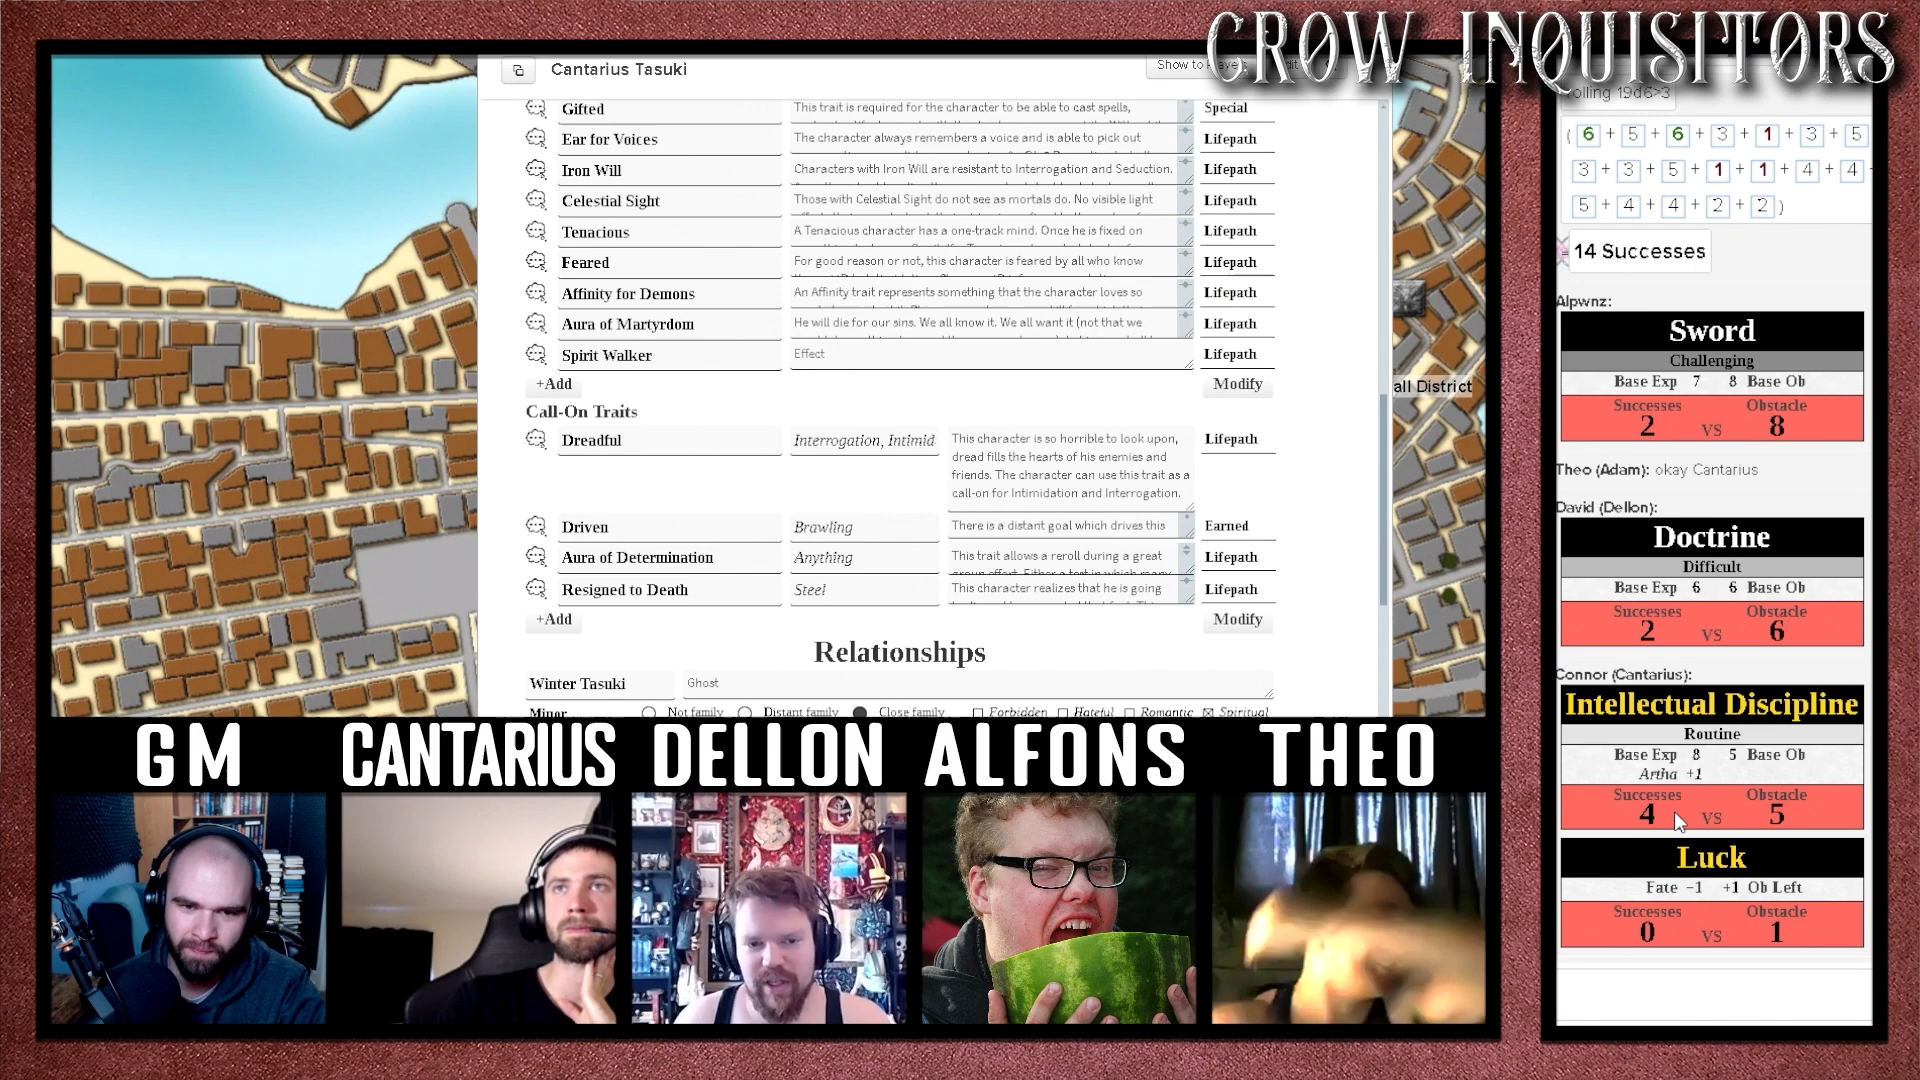 CROW INQUISITORS
Cantarius Tasuki
Show to Players
Gifted
This trait is required for the character to be able to cast spells,
Special
Ear for Voices
The character always remembers a voice and is able to pick out
Lifepath
Iron Will
Characters with Iron Will are resistant to Interrogation and Seduction.
Lifepath
Celestial Sight
Those with Celestial Sight do not see as mortals do. No visible light
Lifepath
Tenacious
A Tenacious character has a one-track mind. Once he is fixed on
Lifepath
Feared
For good reason or not, this character is feared by all who know
Lifepath
Affinity for Demons
An Affinity trait represents something that the character loves so
Lifepath
Aura of Martyrdom
He will die for our sins. We all know it. We all want it (not that we
Lifepath
Spirit Walker
Effect
Lifepath
+Add
Modify
Call-On Traits
Dreadful
Interrogation, Intimid
This character is so horrible to look upon,
dread fills the hearts of his enemies and
friends. The character can use this trait as a
call-on for Intimidation and Interrogation.
Lifepath
Driven
Brawling
There is a distant goal which drives this
Earned
Aura of Determination
Anything
This trait allows a reroll during a great
group effort. Either a test in which many
Lifepath
Resigned to Death
Steel
This character realizes that he is going
Lifepath
+Add
Modify
Relationships
Winter Tasuki
Ghost
Minor
Not family
Distant family
Close family
Forbidden
Hateful
Romantic
Spiritual
all District
olling 19d6>3
( 6 + 5 + 6 + 3 + 1 + 3 + 5
3 + 3 + 5 + 1 + 1 + 4 + 4 +
5 + 4 + 4 + 2 + 2 )
= 14 Successes
Alpwnz:
Sword
Challenging
Base Exp 7 8 Base Ob
Successes Obstacle
2 VS 8
Theo (Adam): okay Cantarius
David (Dellon):
Doctrine
Difficult
Base Exp 6 6 Base Ob
Successes Obstacle
2 VS 6
Connor (Cantarius):
Intellectual Discipline
Routine
Base Exp 8 5 Base Ob
Artha +1
Successes Obstacle
4 VS 5
Luck
Fate -1 +1 Ob Left
Successes Obstacle
0 VS 1
GM
CANTARIUS
DELLON
ALFONS
THEO